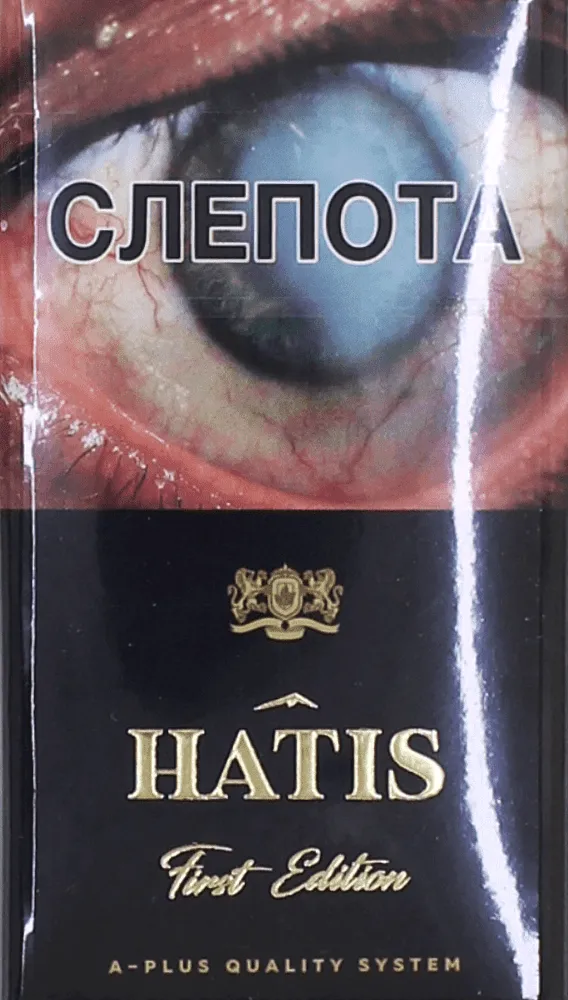 СЛЕПОТА
HATIS
First Edition
A-PLUS QUALITY SYSTEM